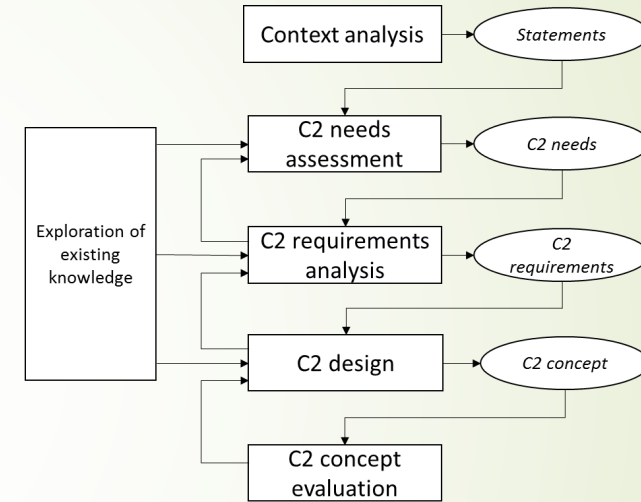 Context analysis
Statements
C2 needs
assessment
C2 needs
Exploration of
existing
knowledge
C2 requirements
analysis
C2
requirements
C2 design
C2 concept
C2 concept
evaluation